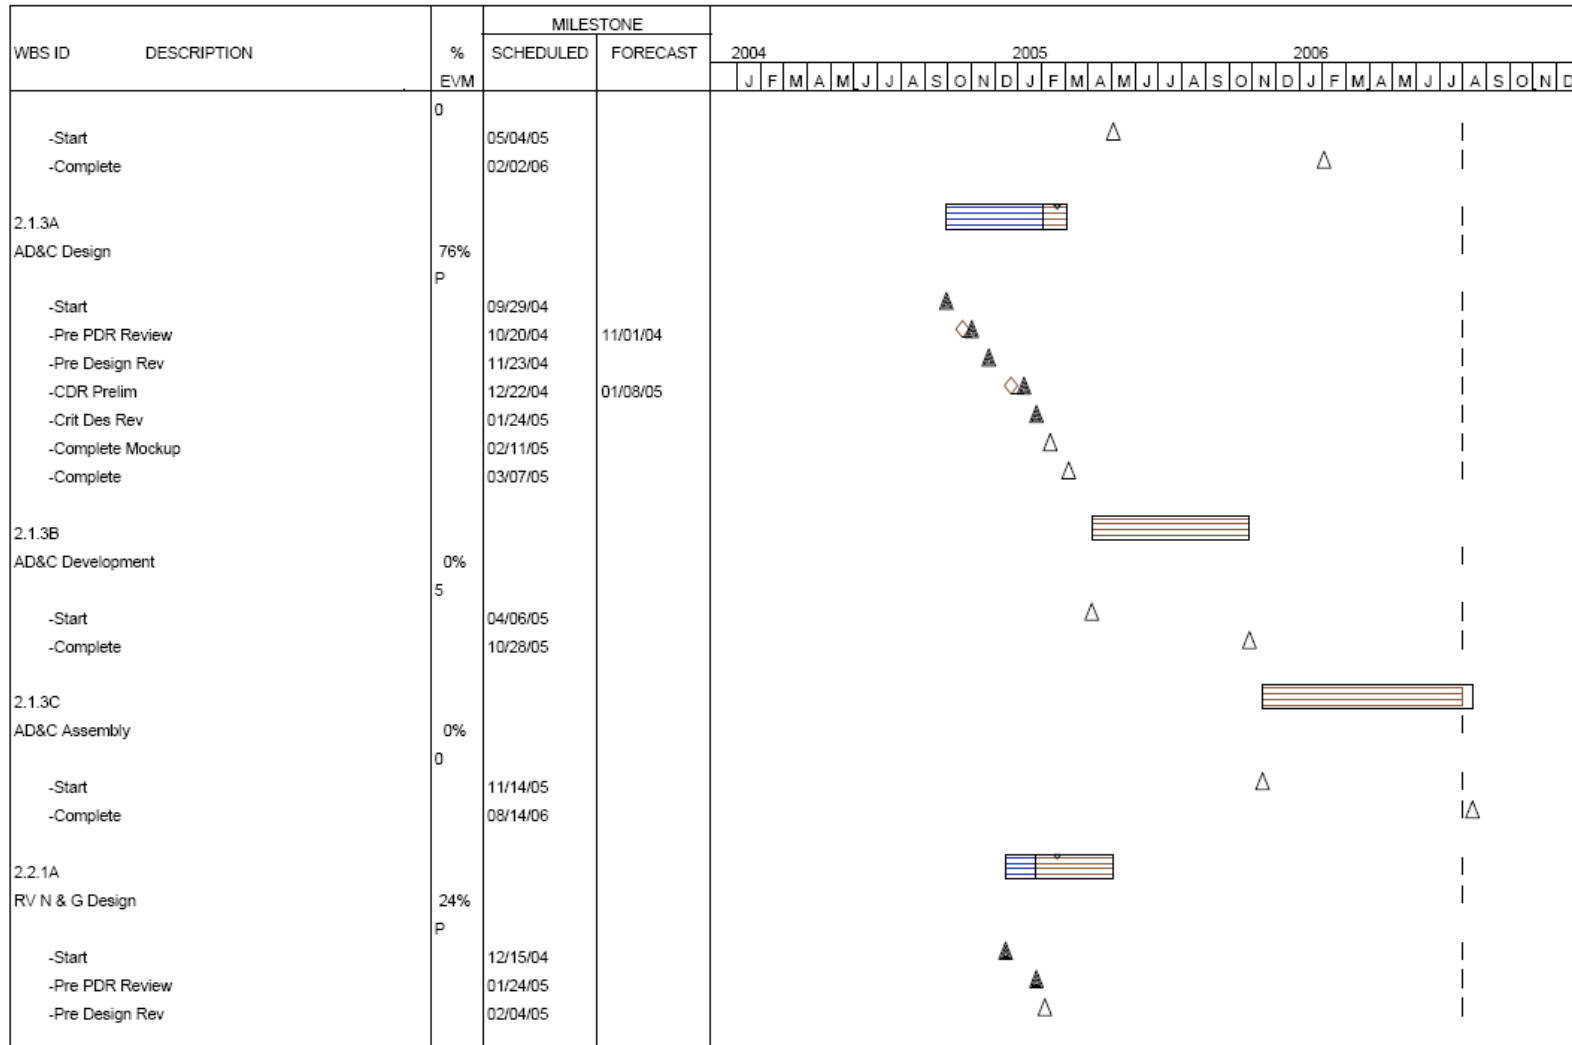 MILESTONE
WBS ID DESCRIPTION % SCHEDULED FORECAST 2004 2005 2006
EVM J F M A M J J A S O N D J F M A M J J A S O N D J F M A M J J A S O N D
0
-Start 05/04/05
-Complete 02/02/06
2.1.3A
AD&C Design 76%
P
-Start 09/29/04
-Pre PDR Review 10/20/04 11/01/04
-Pre Design Rev 11/23/04
-CDR Prelim 12/22/04 01/08/05
-Crit Des Rev 01/24/05
-Complete Mockup 02/11/05
-Complete 03/07/05
2.1.3B
AD&C Development 0%
5
-Start 04/06/05
-Complete 10/28/05
2.1.3C
AD&C Assembly 0%
0
-Start 11/14/05
-Complete 08/14/06
2.2.1A
RV N & G Design 24%
P
-Start 12/15/04
-Pre PDR Review 01/24/05
-Pre Design Rev 02/04/05